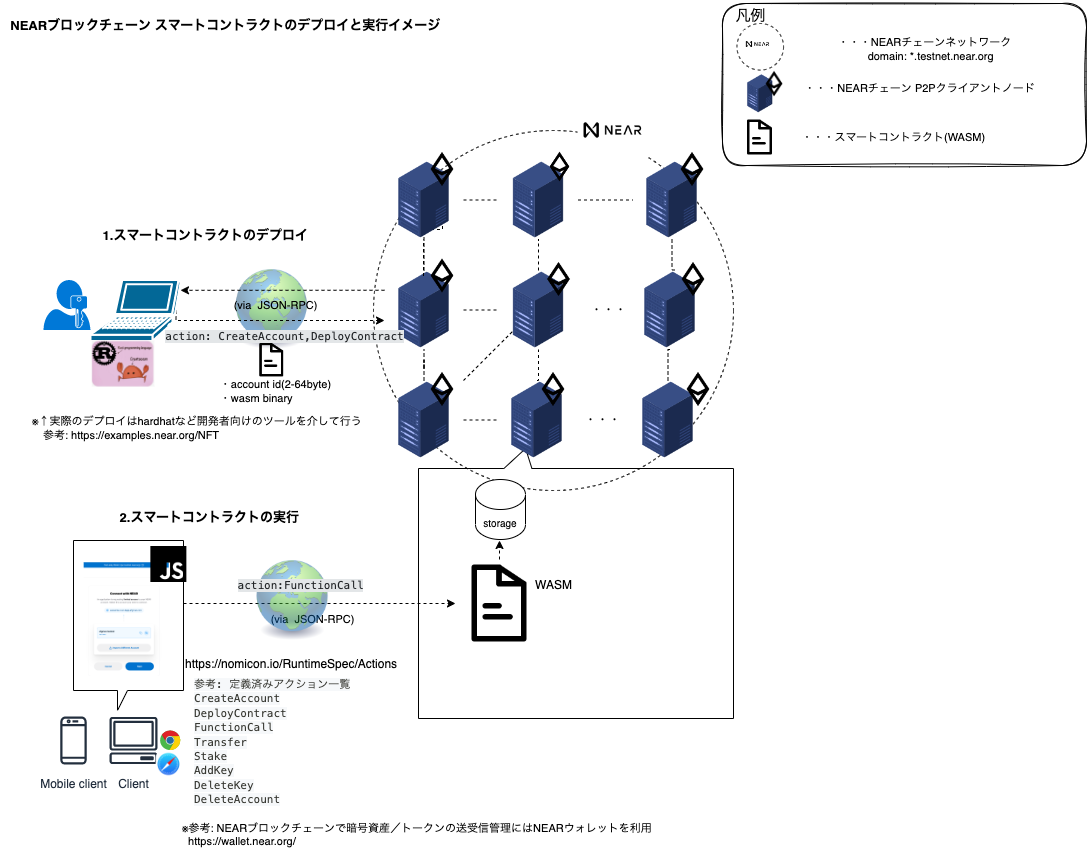 NEARブロックチェーン スマートコントラクトのデプロイと実行イメージ
凡例
NEAR
・・・NEARチェーンネットワーク
domain: *.testnet.near.org
・・・NEARチェーン P2Pクライアントノード
・・・スマートコントラクト(WASM)
NEAR
1.スマートコントラクトのデプロイ
(via JSON-RPC)
action: CreateAccount,DeployContract
・account id(2-64byte)
・wasm binary
※↑実際のデプロイはhardhatなど開発者向けのツールを介して行う
参考: https://examples.near.org/NFT
2.スマートコントラクトの実行
JS
Connect with NEAR
action:FunctionCall
(via JSON-RPC)
storage
WASM
https://nomicon.io/RuntimeSpec/Actions
参考: 定義済みアクション一覧
CreateAccount
DeployContract
FunctionCall
Transfer
Stake
AddKey
DeleteKey
DeleteAccount
Mobile client
Client
※参考: NEARブロックチェーンで暗号資産／トークンの送受信管理にはNEARウォレットを利用
https://wallet.near.org/